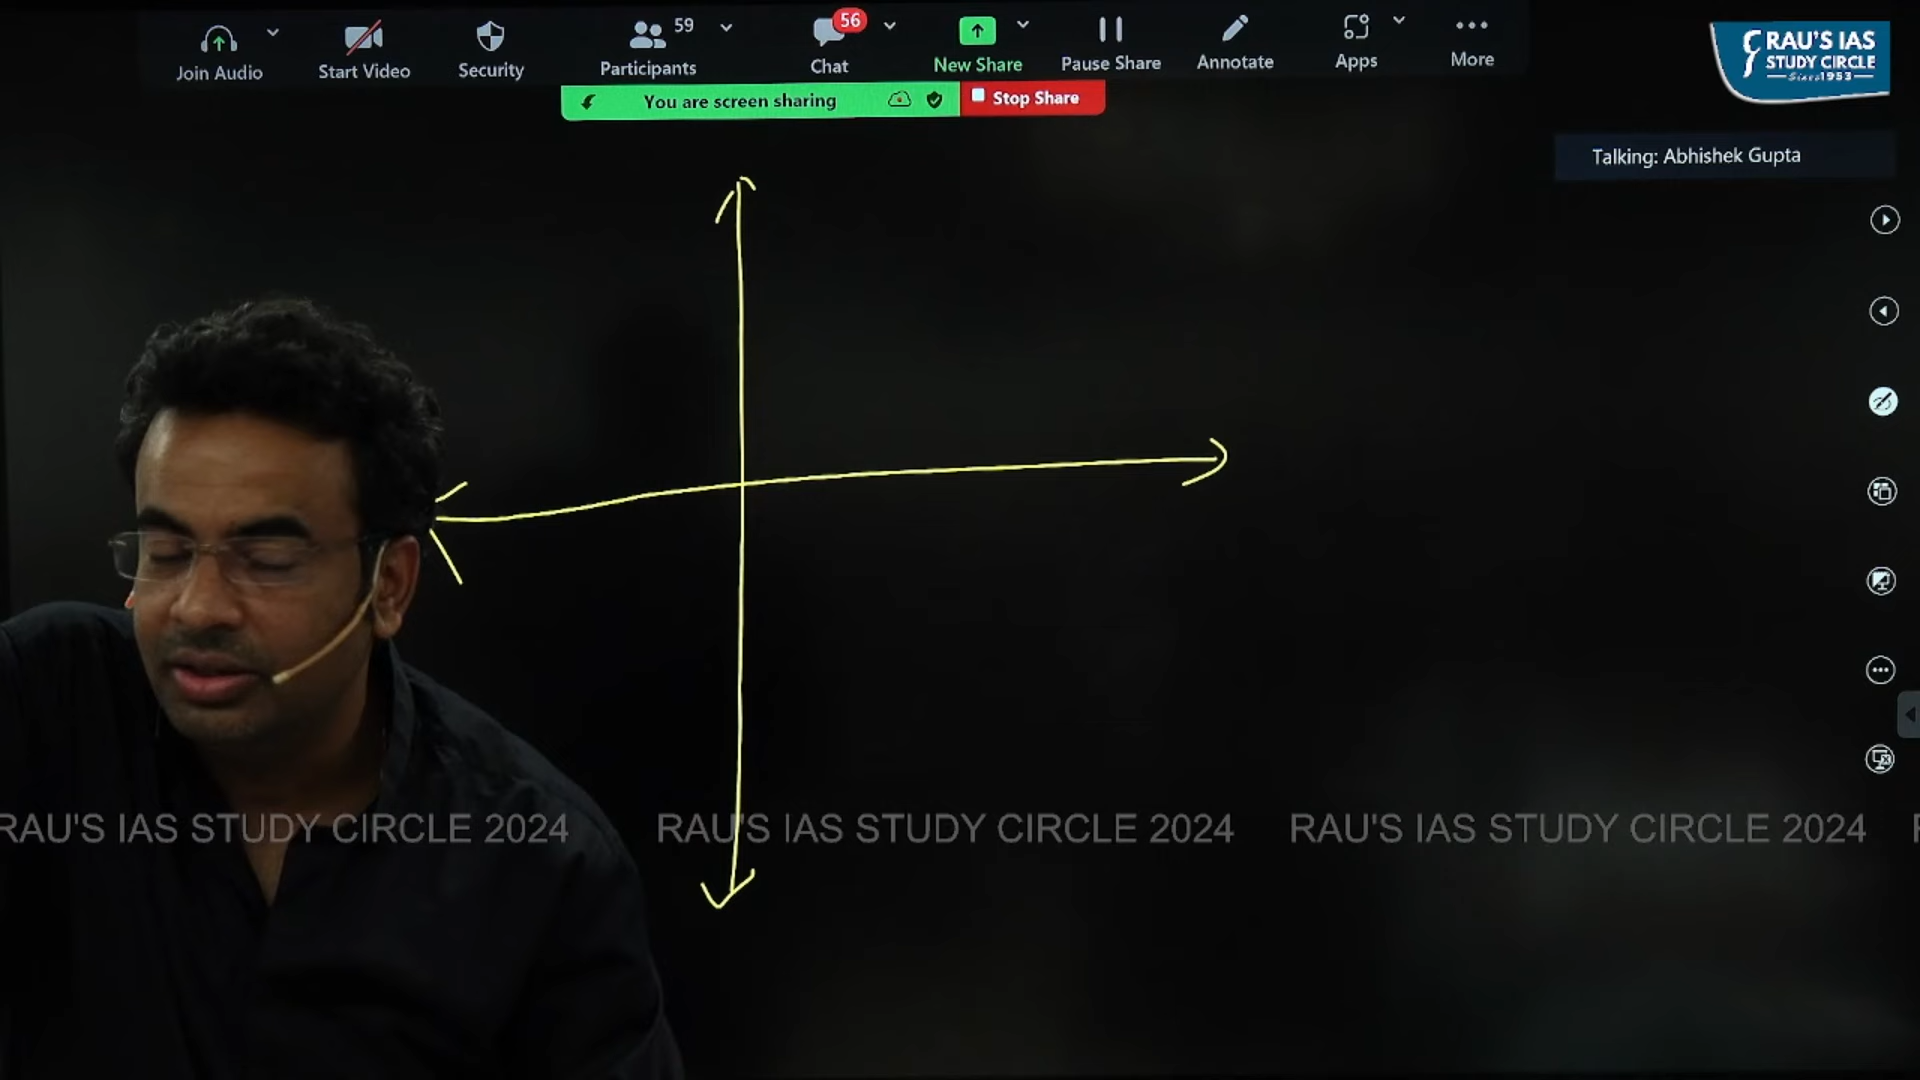 Join Audio
Start Video
Security
Participants 59
Chat 56
New Share
Pause Share
Annotate
Apps
More
You are screen sharing
Stop Share
RAU'S IAS
STUDY CIRCLE
Since 1953
Talking: Abhishek Gupta
RAU'S IAS STUDY CIRCLE 2024 RAU'S IAS STUDY CIRCLE 2024 RAU'S IAS STUDY CIRCLE 2024